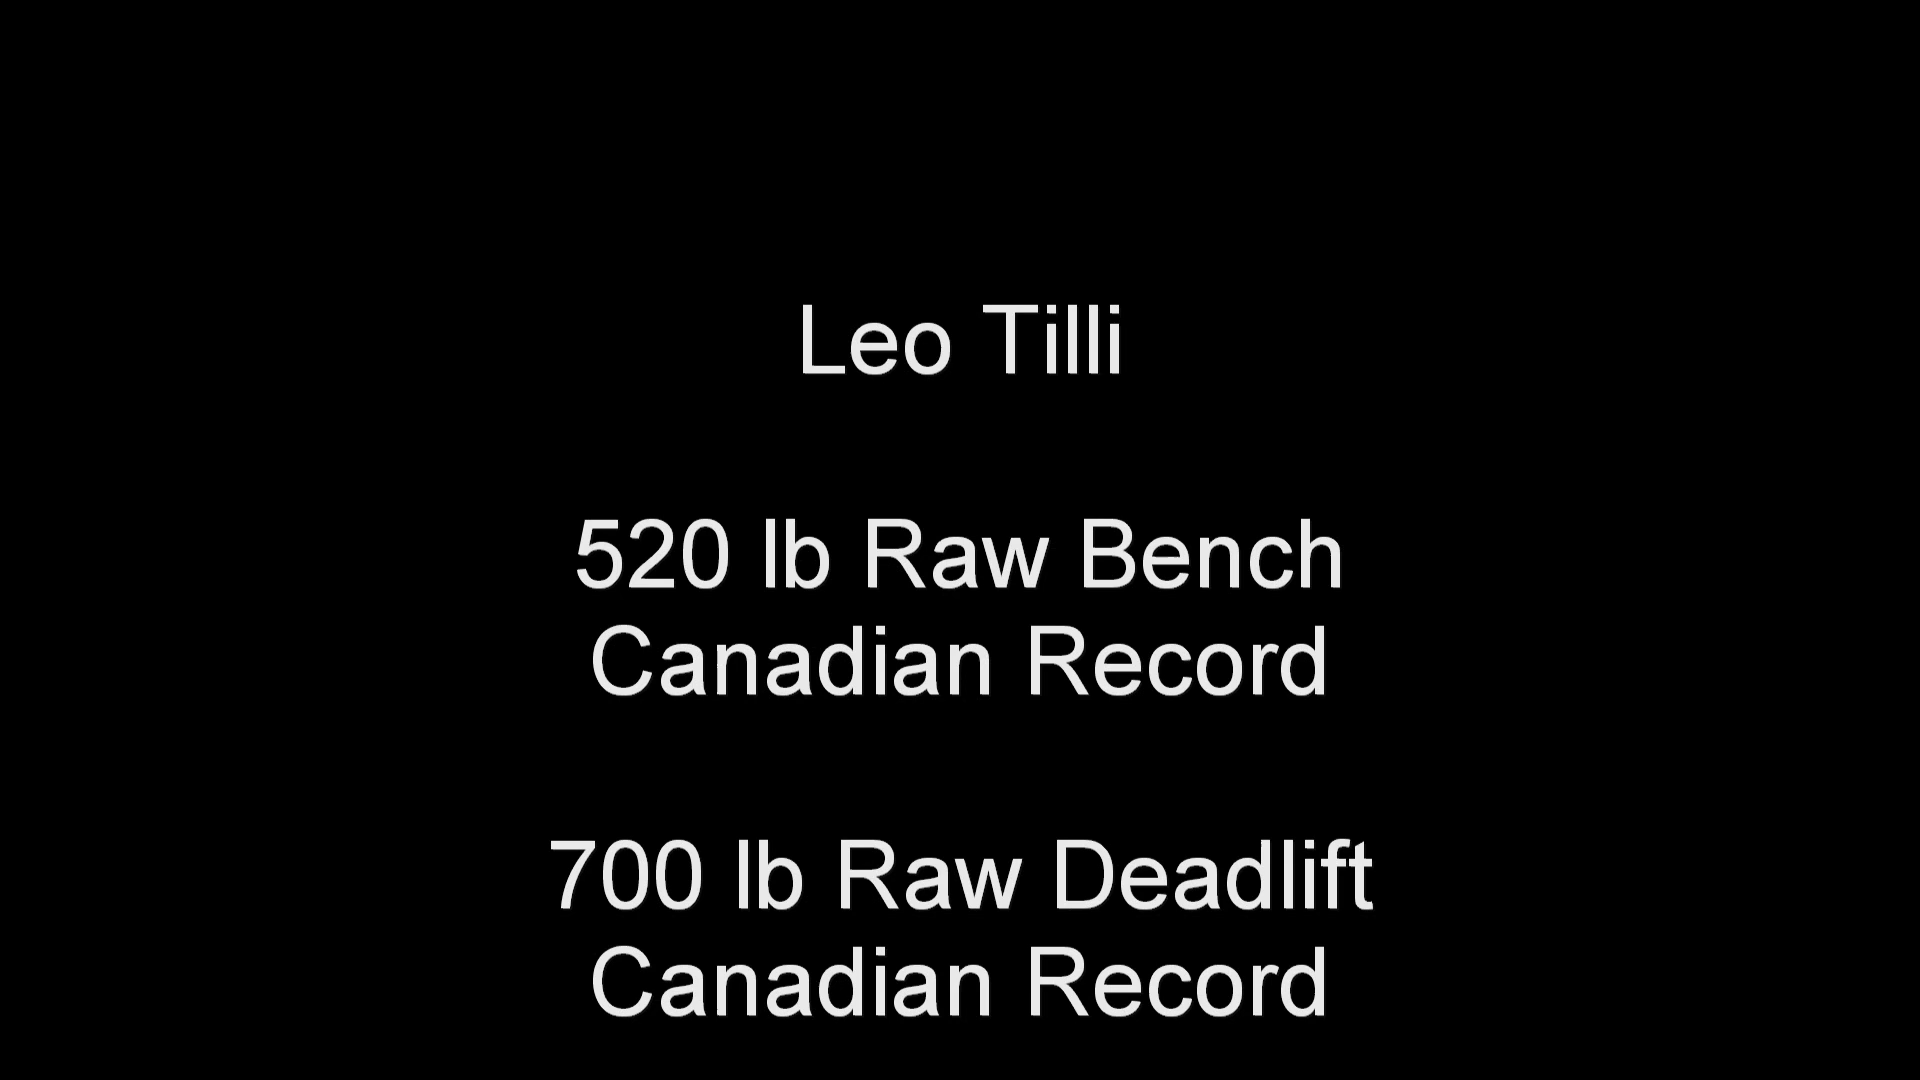 Leo Tilli
520 lb Raw Bench
Canadian Record
700 lb Raw Deadlift
Canadian Record